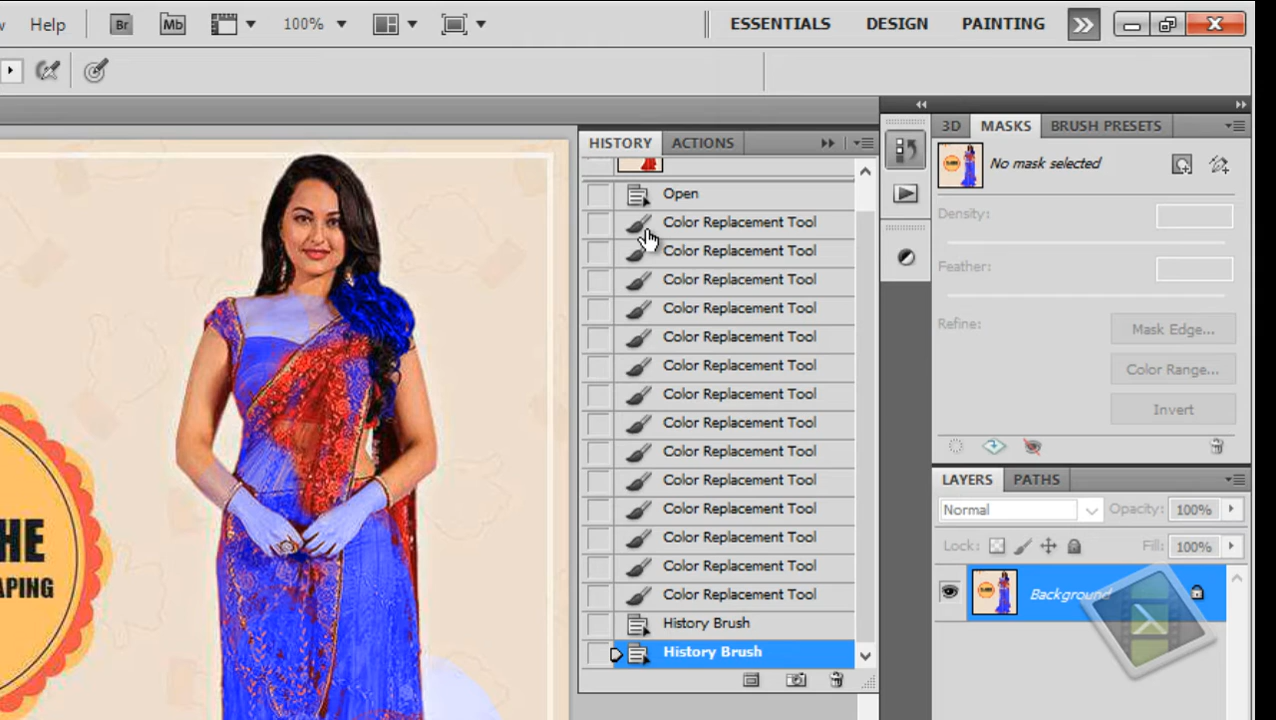 Help
Br
Mb
100%
ESSENTIALS
DESIGN
PAINTING
HISTORY
ACTIONS
Open
Color Replacement Tool
Color Replacement Tool
Color Replacement Tool
Color Replacement Tool
Color Replacement Tool
Color Replacement Tool
Color Replacement Tool
Color Replacement Tool
Color Replacement Tool
Color Replacement Tool
Color Replacement Tool
Color Replacement Tool
Color Replacement Tool
Color Replacement Tool
History Brush
History Brush
3D
MASKS
BRUSH PRESETS
No mask selected
Density:
Feather:
Refine:
Mask Edge...
Color Range...
Invert
LAYERS
PATHS
Normal
Opacity:
100%
Lock:
Fill:
100%
Background
HE
APING